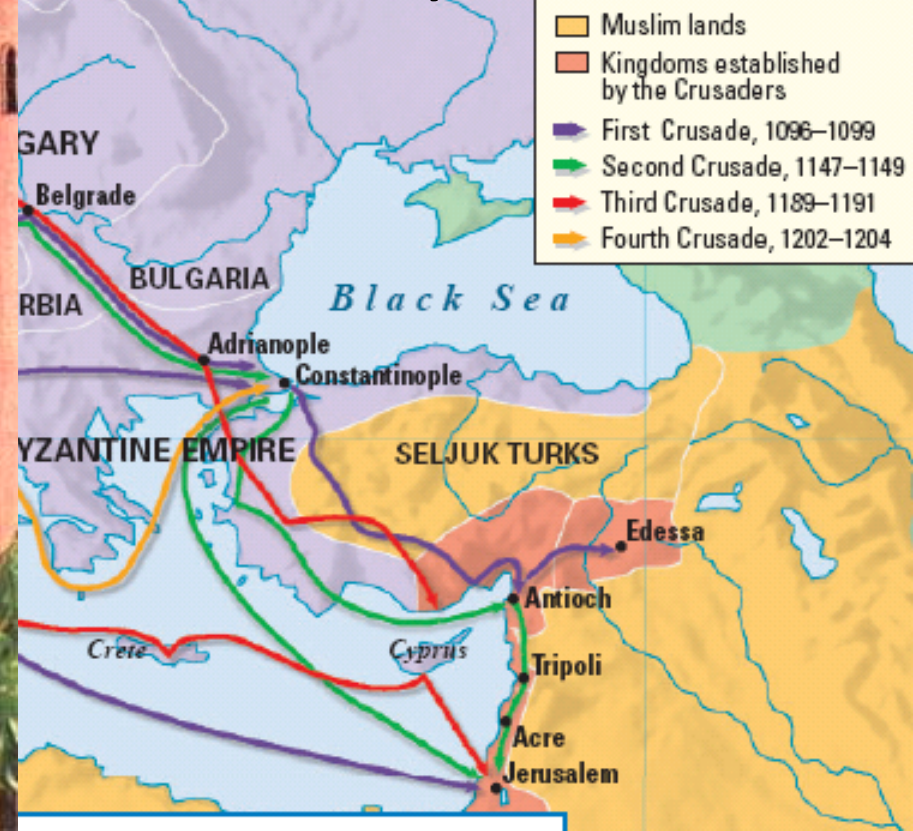 Muslim lands
Kingdoms established
by the Crusaders
First Crusade, 1096–1099
Second Crusade, 1147–1149
Third Crusade, 1189–1191
Fourth Crusade, 1202–1204
GARY
Belgrade
BULGARIA
RBIA
Black Sea
Adrianople
Constantinople
YZANTINE EMPIRE
SELJUK TURKS
Edessa
Antioch
Crete
Cyprus
Tripoli
Acre
Jerusalem